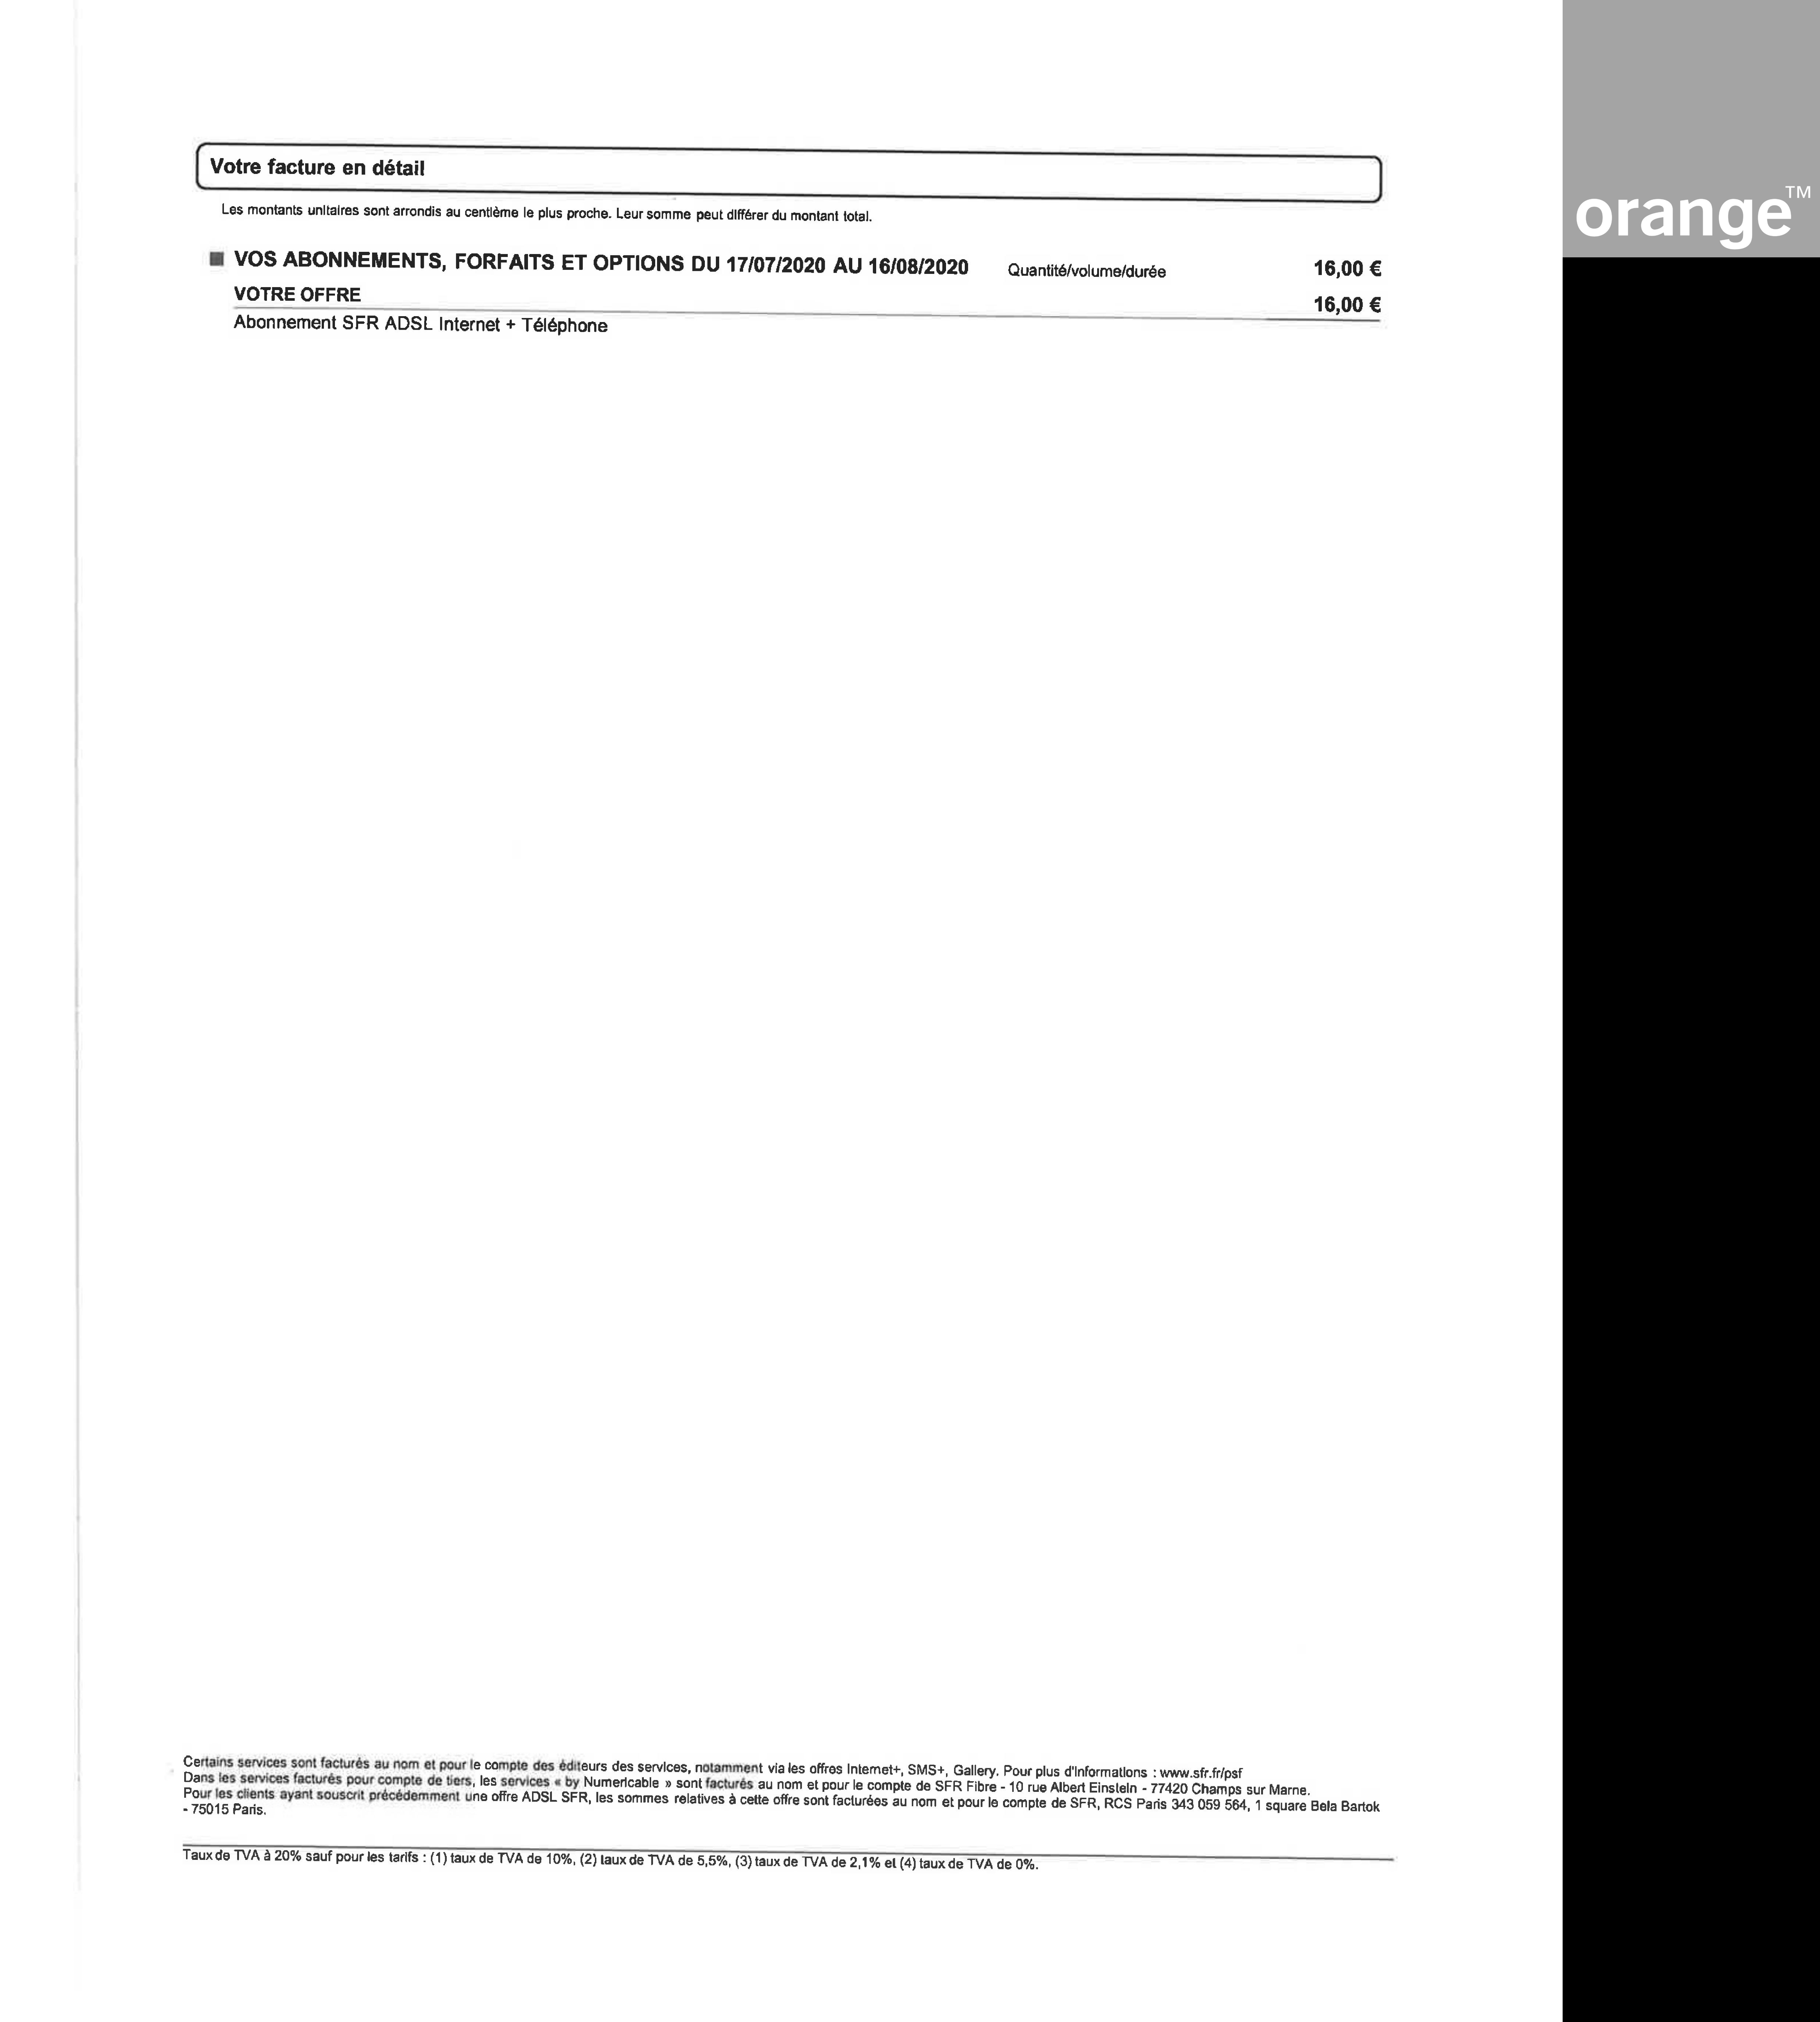 Votre facture en détail
Les montants unitaires sont arrondis au centième le plus proche. Leur somme peut différer du montant total.
VOS ABONNEMENTS, FORFAITS ET OPTIONS DU 17/07/2020 AU 16/08/2020 Quantité/volume/durée 16,00 €
VOTRE OFFRE 16,00 €
Abonnement SFR ADSL Internet + Téléphone
orange™
Certains services sont facturés au nom et pour le compte des éditeurs des services, notamment via les offres Internet+, SMS+, Gallery. Pour plus d'informations : www.sfr.fr/psf
Dans les services facturés pour compte de tiers, les services « by Numericable » sont facturés au nom et pour le compte de SFR Fibre - 10 rue Albert Einstein - 77420 Champs sur Marne.
Pour les clients ayant souscrit précédemment une offre ADSL SFR, les sommes relatives à cette offre sont facturées au nom et pour le compte de SFR, RCS Paris 343 059 564, 1 square Bela Bartok
- 75015 Paris.
Taux de TVA à 20% sauf pour les tarifs : (1) taux de TVA de 10%, (2) taux de TVA de 5,5%, (3) taux de TVA de 2,1% et (4) taux de TVA de 0%.